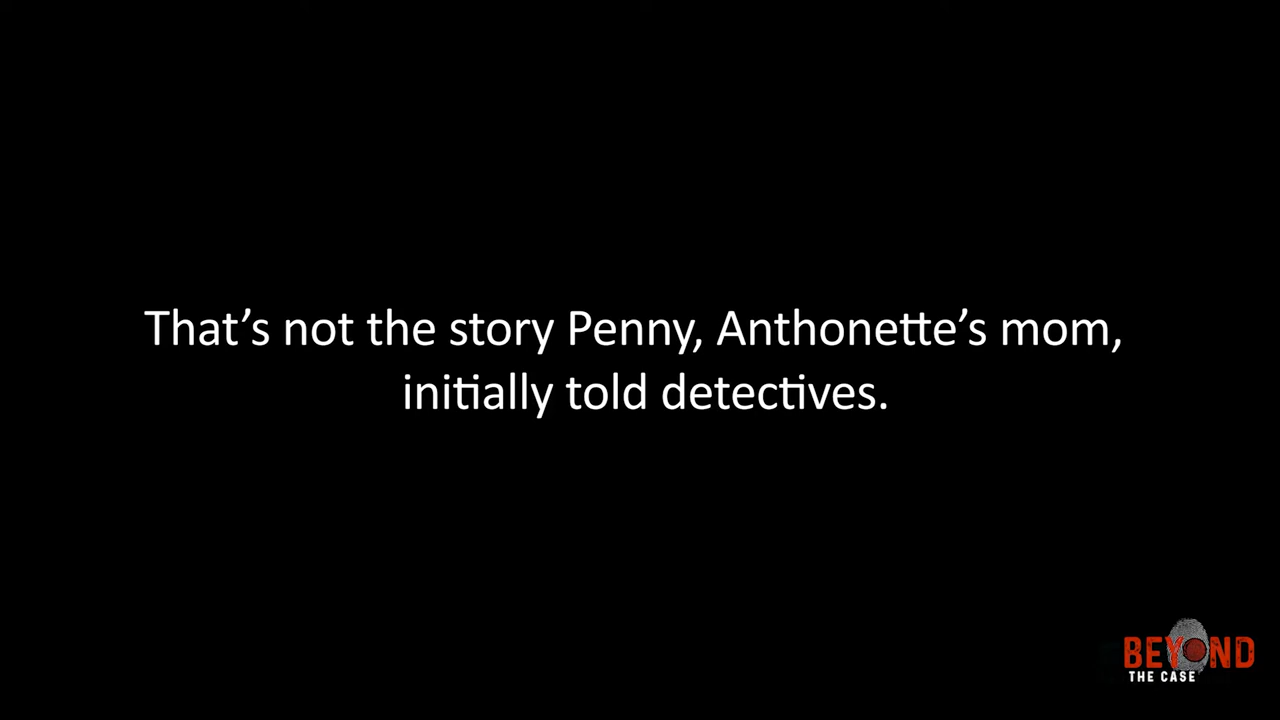 That’s not the story Penny, Anthonette’s mom,
initially told detectives.
BEYOND
THE CASE